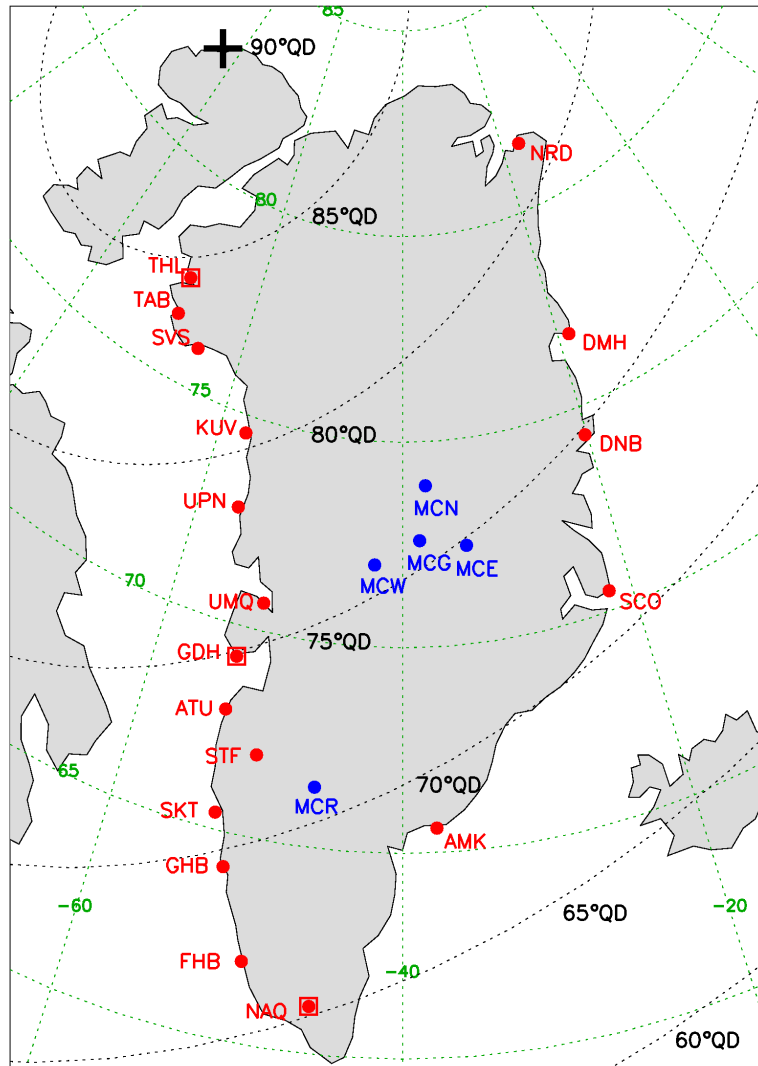 85
90°QD
NRD
80
85°QD
THL
TAB
SVS
DMH
75
KUV
80°QD
DNB
UPN
MCN
MCG
MCE
MCW
70
UMQ
SCO
75°QD
GDH
ATU
STF
65
70°QD
MCR
SKT
AMK
GHB
-60
65°QD
-20
FHB
-40
NAQ
60°QD